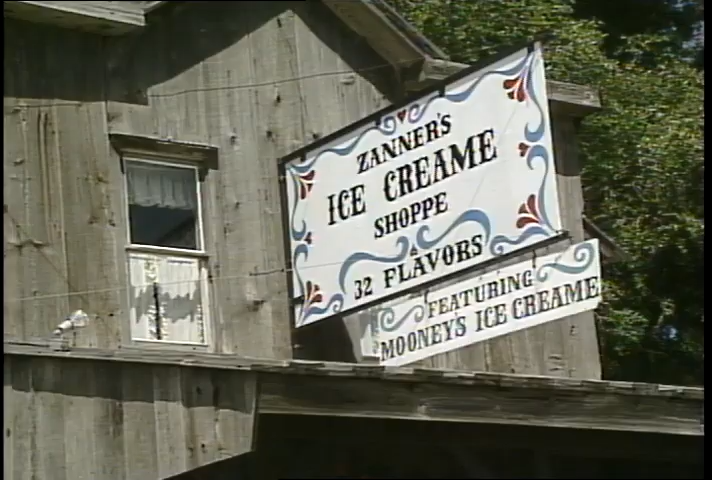 ZANNER'S
ICE CREAME
SHOPPE
32 FLAVORS
FEATURING
MOONEY'S ICE CREAME